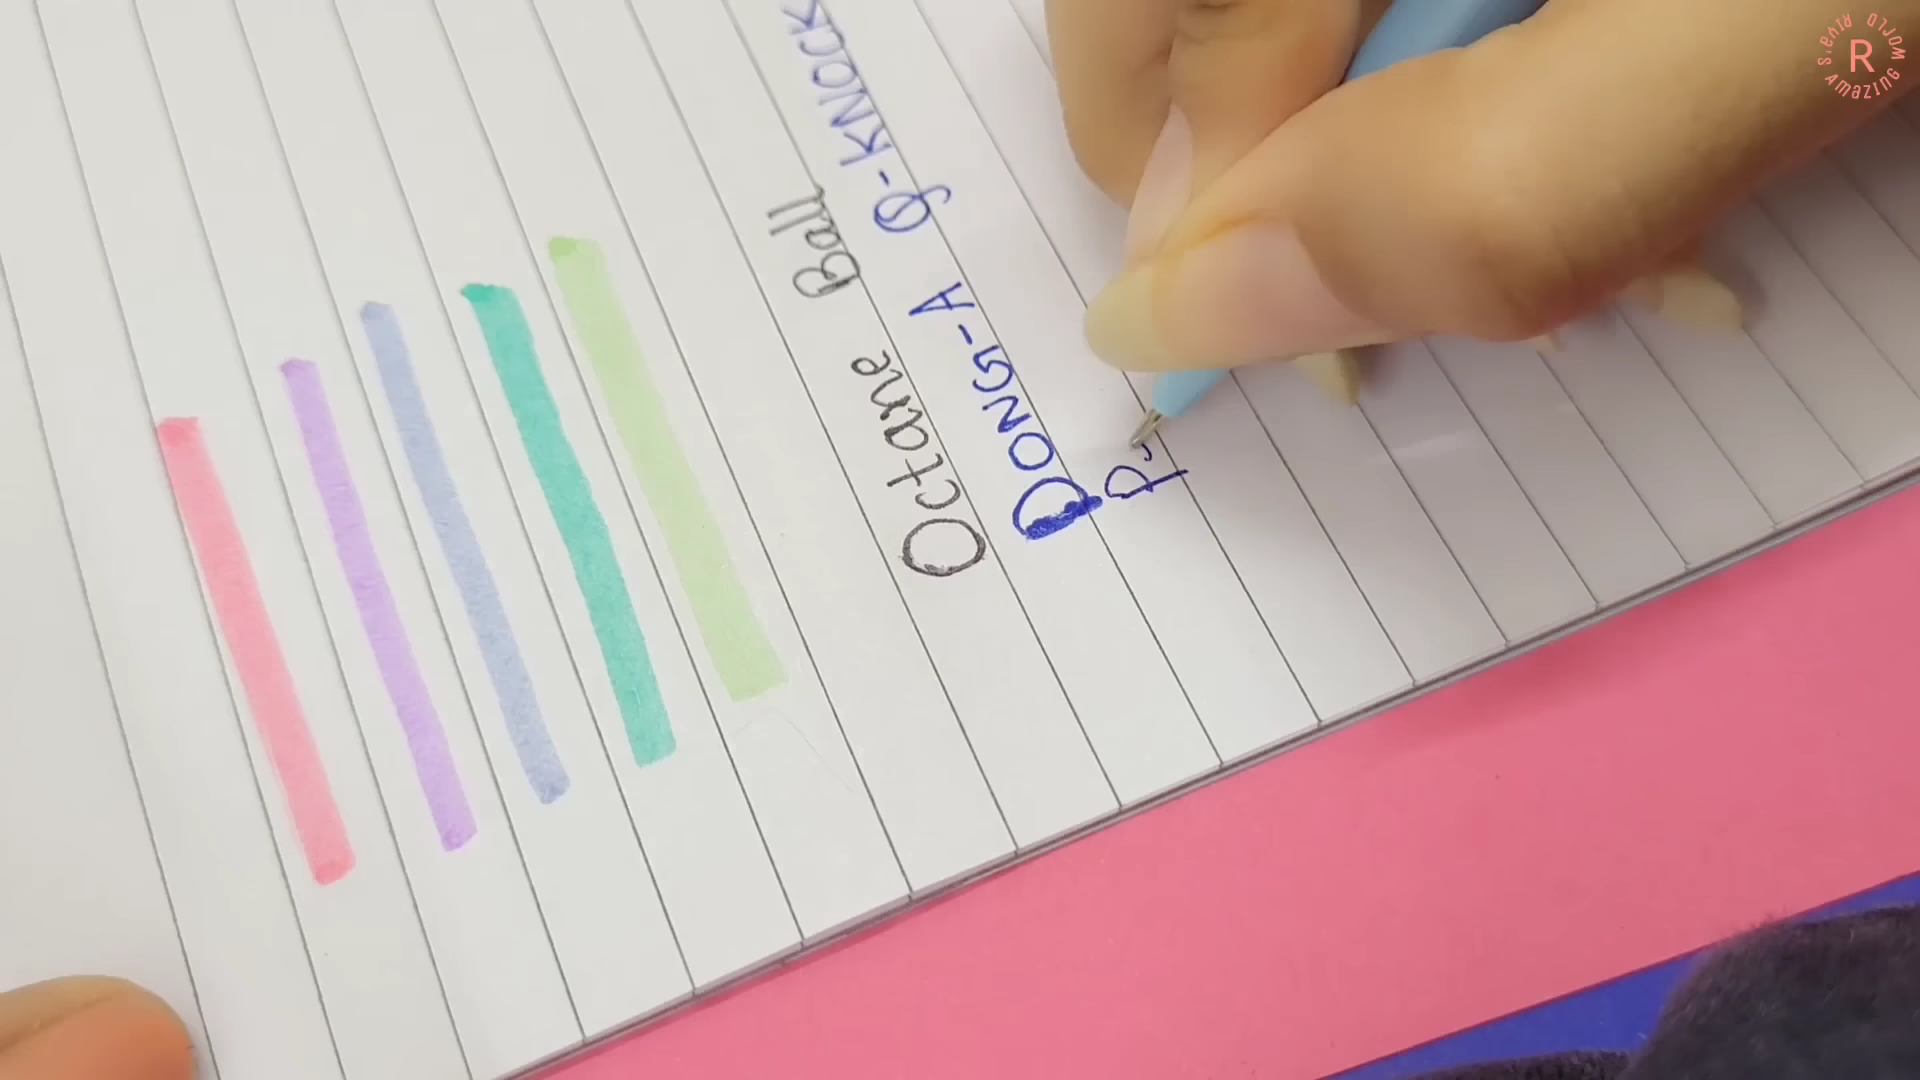 Octane Ball
DONG-A Q-KNOCK
P
R
RIYA'S AMAZING WORLD